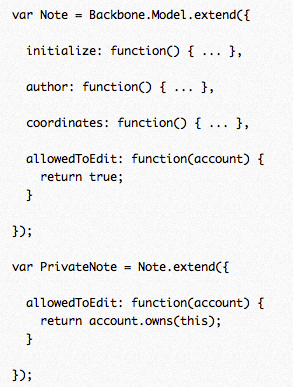 var Note = Backbone.Model.extend({
  initialize: function() { ... },
  author: function() { ... },
  coordinates: function() { ... },
  allowedToEdit: function(account) {
    return true;
  }
});
var PrivateNote = Note.extend({
  allowedToEdit: function(account) {
    return account.owns(this);
  }
});